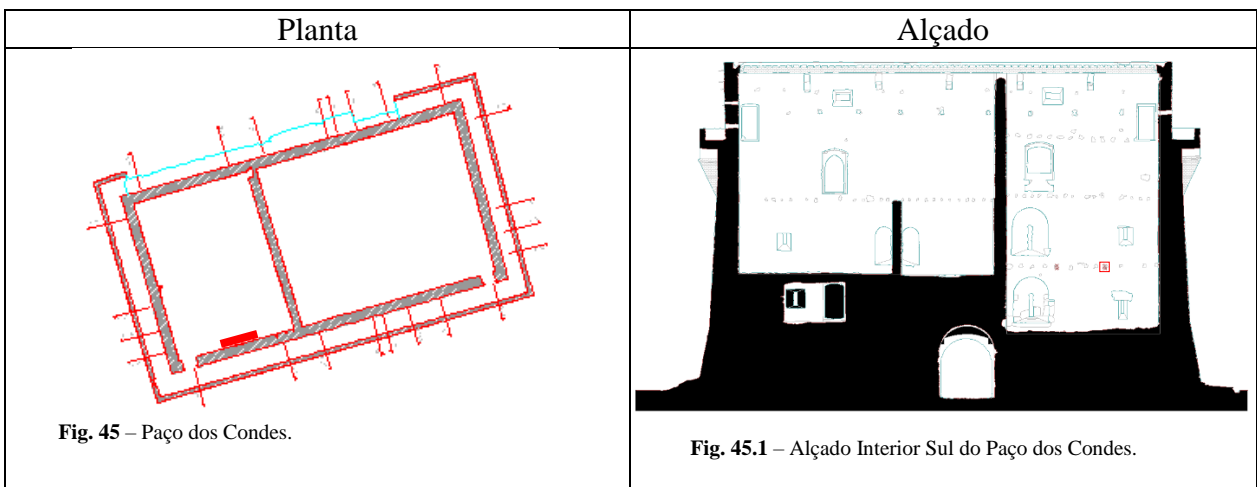 Planta
Alçado
Fig. 45 – Paço dos Condes.
Fig. 45.1 – Alçado Interior Sul do Paço dos Condes.